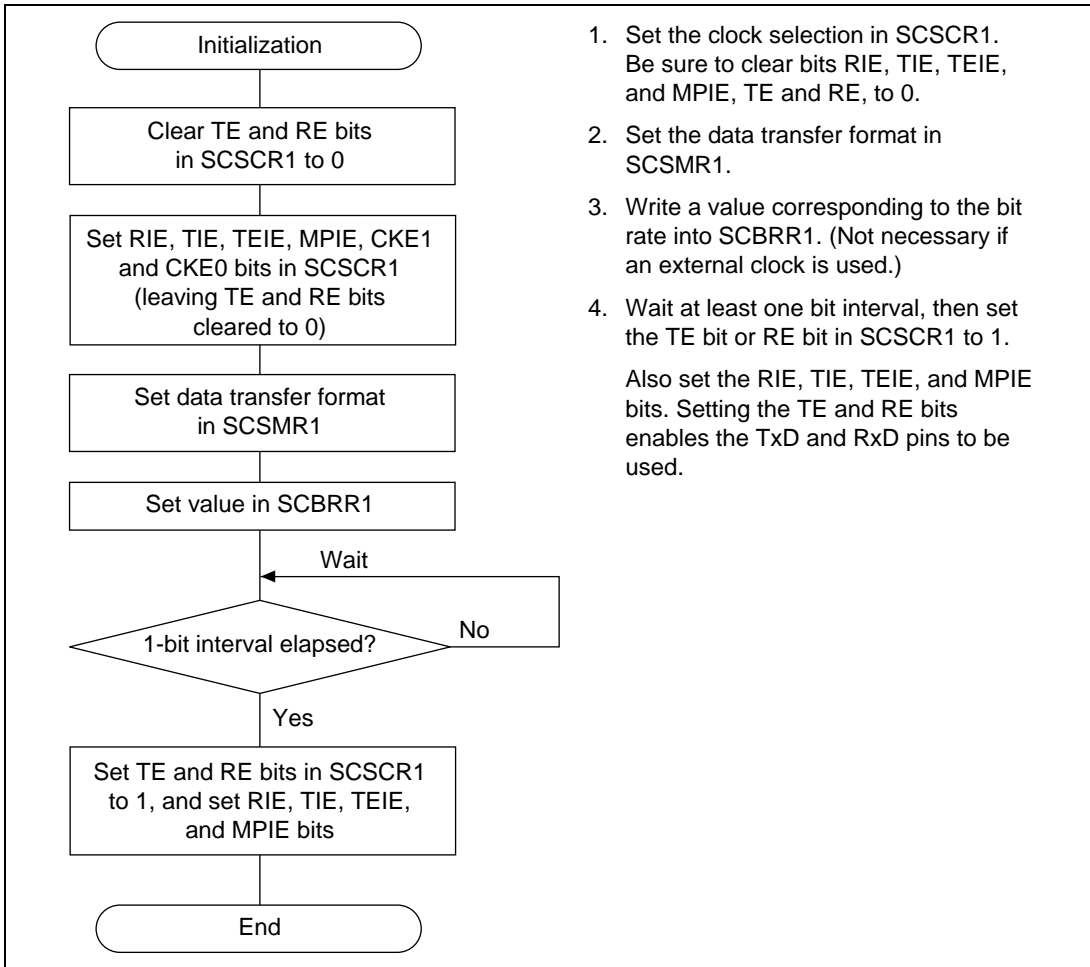 Initialization
Clear TE and RE bits
in SCSCR1 to 0
Set RIE, TIE, TEIE, MPIE, CKE1
and CKE0 bits in SCSCR1
(leaving TE and RE bits
cleared to 0)
Set data transfer format
in SCSMR1
Set value in SCBRR1
Wait
1-bit interval elapsed?
No
Yes
Set TE and RE bits in SCSCR1
to 1, and set RIE, TIE, TEIE,
and MPIE bits
End
1. Set the clock selection in SCSCR1.
Be sure to clear bits RIE, TIE, TEIE,
and MPIE, TE and RE, to 0.
2. Set the data transfer format in
SCSMR1.
3. Write a value corresponding to the bit
rate into SCBRR1. (Not necessary if
an external clock is used.)
4. Wait at least one bit interval, then set
the TE bit or RE bit in SCSCR1 to 1.
Also set the RIE, TIE, TEIE, and MPIE
bits. Setting the TE and RE bits
enables the TxD and RxD pins to be
used.